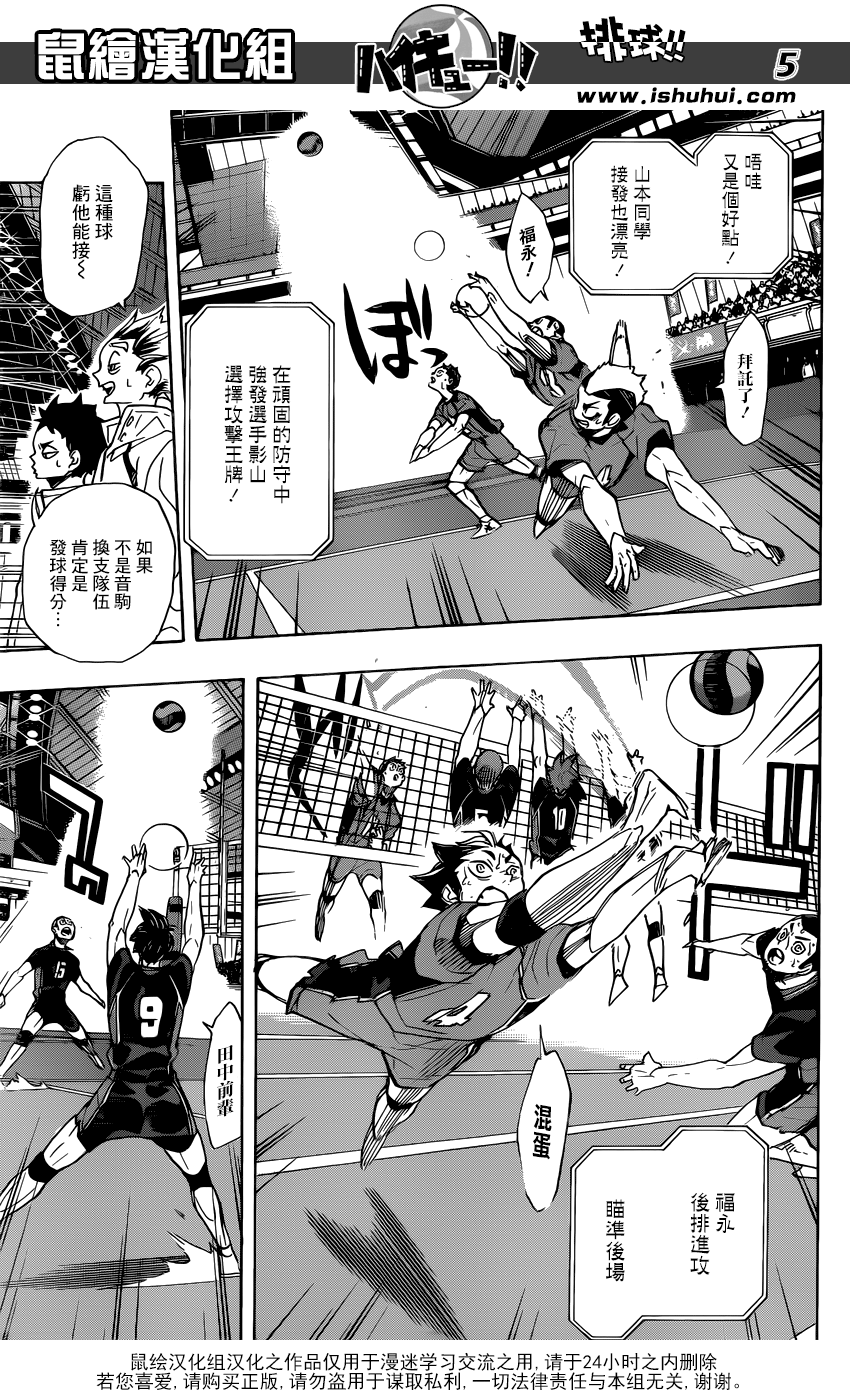 鼠繪漢化組
ハイキュー!!
排球!!
5
www.ishuhui.com
唔哇
又是個好點！
山本同學
接發也漂亮！
福永！
拜託了！
ぼっ
在頑固的防守中
強發選手影山
選擇攻擊王牌！
這種球
虧他能接～
如果
不是音駒
換支隊伍
肯定是
發球得分…
10
4
混蛋
福永
後排進攻
瞄準後場
15
9
田中前輩
鼠绘汉化组汉化之作品仅用于漫迷学习交流之用, 请于24小时之内删除
若您喜爱, 请购买正版, 请勿盗用于谋取私利, 一切法律责任与本组无关, 谢谢。